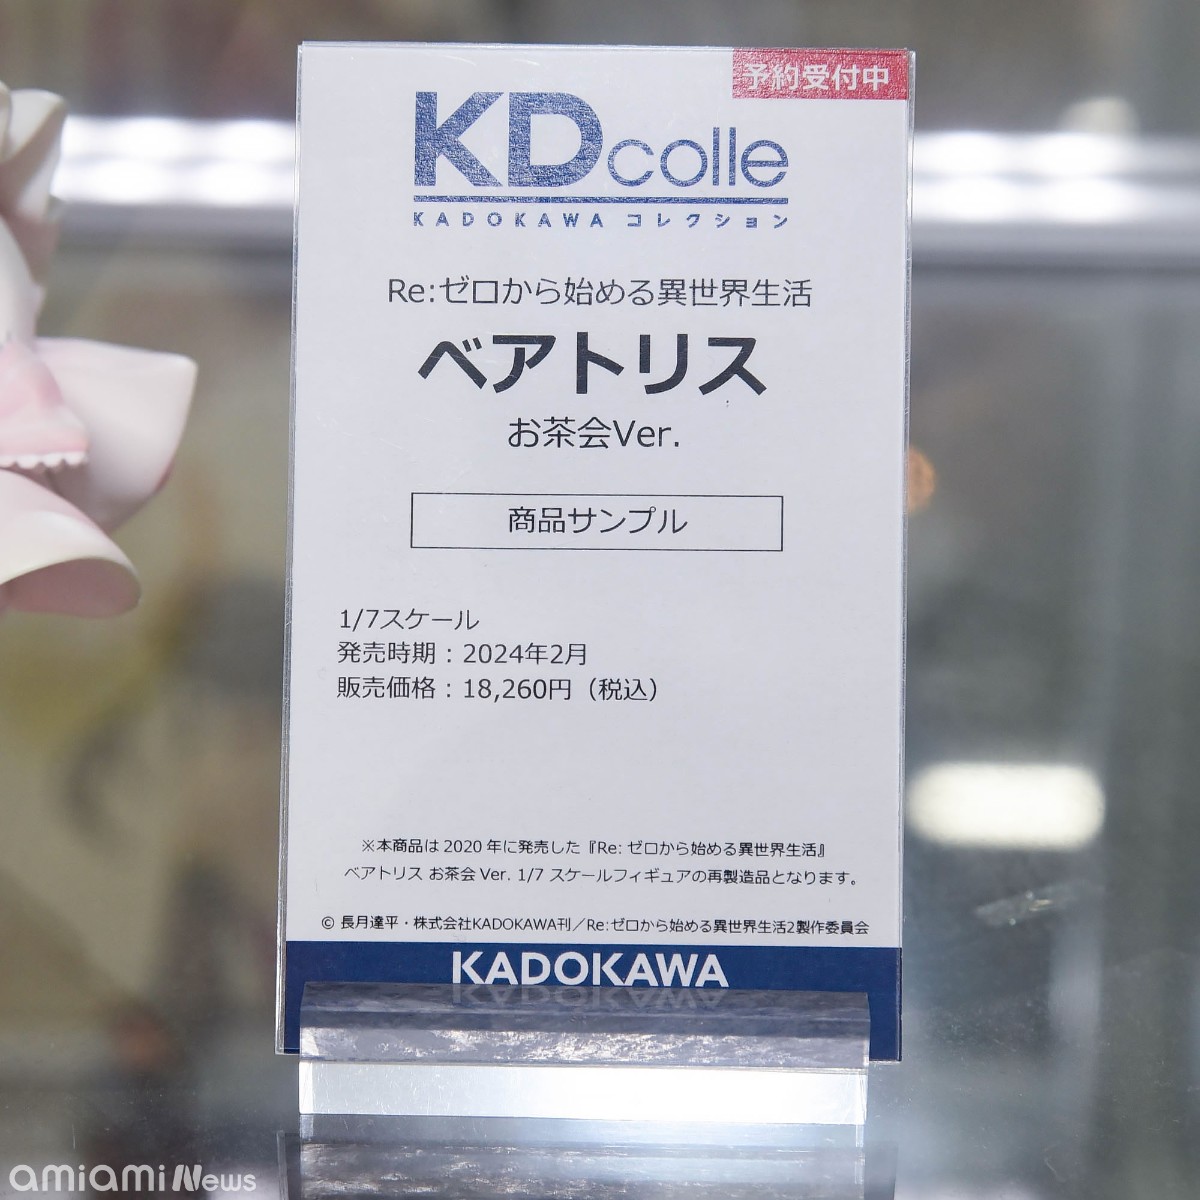 予約受付中
KDcolle
KADOKAWA コレクション
Re:ゼロから始める異世界生活
ベアトリス
お茶会Ver.
商品サンプル
1/7スケール
発売時期：2024年2月
販売価格：18,260円（税込）
※本商品は 2020 年に発売した『Re: ゼロから始める異世界生活』
ベアトリス お茶会 Ver. 1/7 スケールフィギュアの再製造品となります。
© 長月達平・株式会社KADOKAWA刊／Re:ゼロから始める異世界生活2製作委員会
KADOKAWA
amiami News